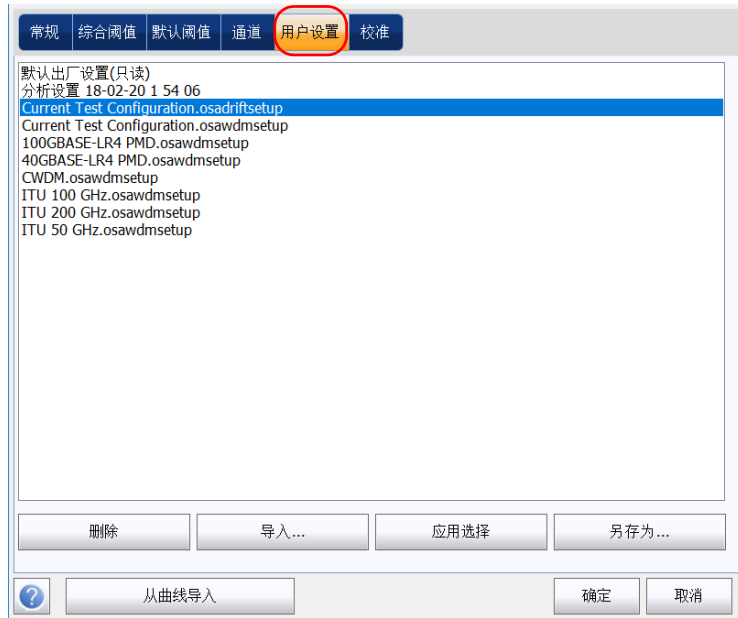 常规 综合阈值 默认阈值 通道 用户设置 校准
默认出厂设置(只读)
分析设置 18-02-20 1 54 06
Current Test Configuration.osadriftsetup
Current Test Configuration.osawdmsetup
100GBASE-LR4 PMD.osawdmsetup
40GBASE-LR4 PMD.osawdmsetup
CWDM.osawdmsetup
ITU 100 GHz.osawdmsetup
ITU 200 GHz.osawdmsetup
ITU 50 GHz.osawdmsetup
删除 导入... 应用选择 另存为...
? 从曲线导入 确定 取消